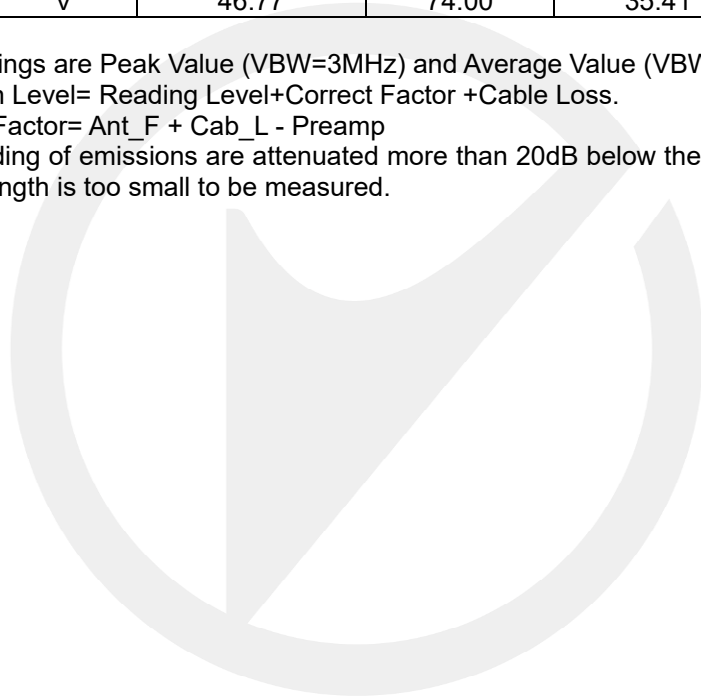 V 46.77 74.00 35.41
ings are Peak Value (VBW=3MHz) and Average Value (VBW
n Level= Reading Level+Correct Factor +Cable Loss.
Factor= Ant_F + Cab_L - Preamp
ding of emissions are attenuated more than 20dB below the
ngth is too small to be measured.